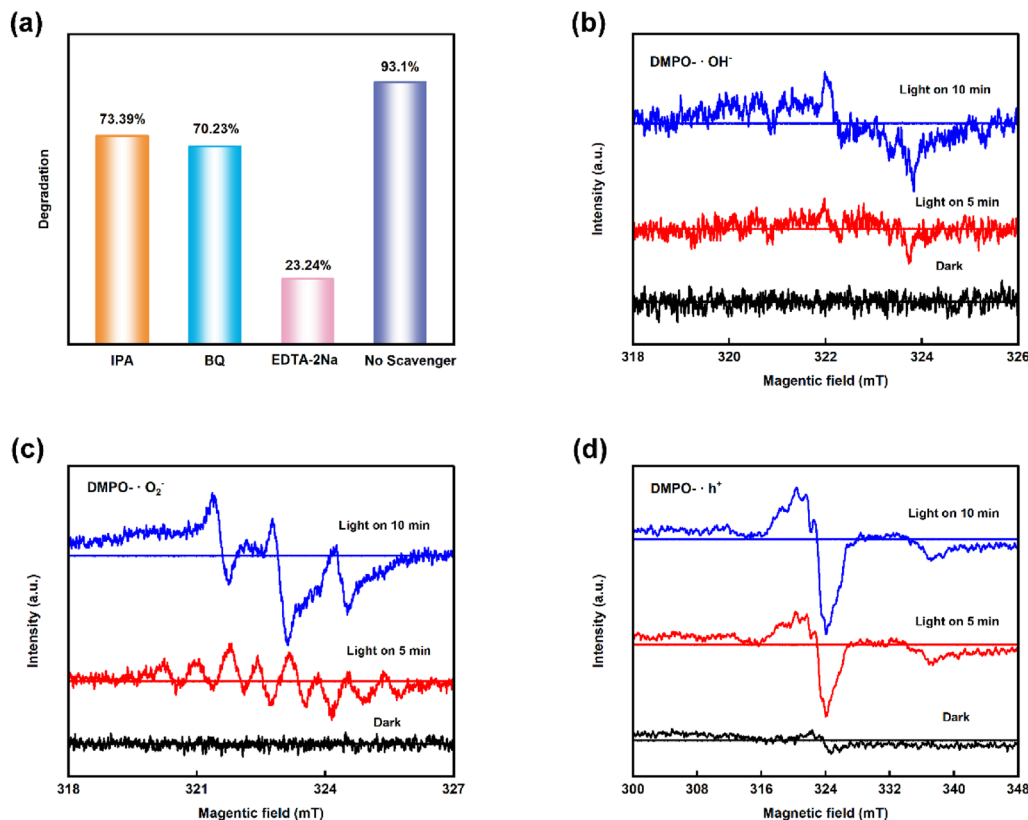 (a)
Degradation
73.39%
70.23%
23.24%
93.1%
IPA
BQ
EDTA-2Na
No Scavenger
(b)
DMPO- · OH⁻
Light on 10 min
Light on 5 min
Dark
Intensity (a.u.)
318 320 322 324 326
Magentic field (mT)
(c)
DMPO- · O₂⁻
Light on 10 min
Light on 5 min
Dark
Intensity (a.u.)
318 321 324 327
Magentic field (mT)
(d)
DMPO- · h⁺
Light on 10 min
Light on 5 min
Dark
Intensity (a.u.)
300 308 316 324 332 340 348
Magnetic field (mT)